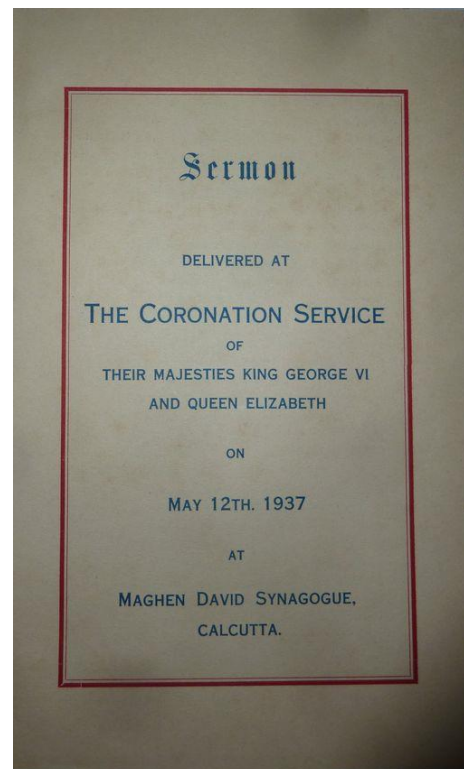 Sermon
DELIVERED AT
THE CORONATION SERVICE
OF
THEIR MAJESTIES KING GEORGE VI
AND QUEEN ELIZABETH
ON
MAY 12TH. 1937
AT
MAGHEN DAVID SYNAGOGUE,
CALCUTTA.